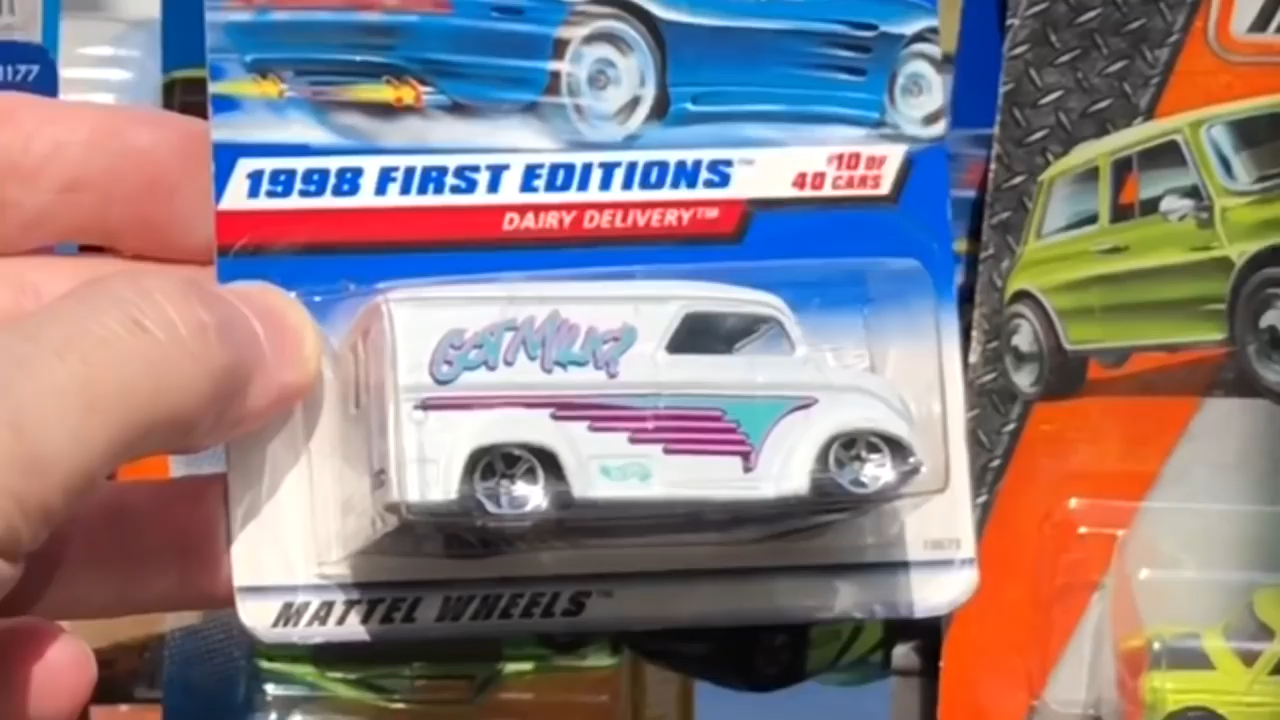 1177
1998 FIRST EDITIONS™
#10 OF
40 CARS
DAIRY DELIVERY™
GOT MILK?
MATTEL WHEELS™